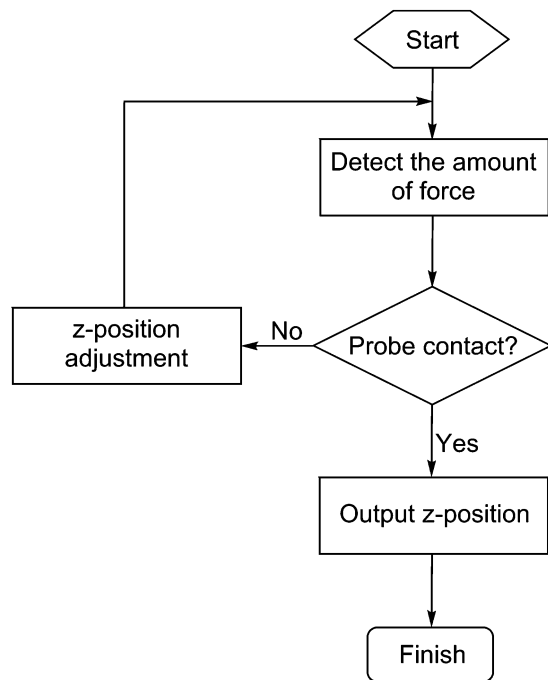 Start
Detect the amount
of force
Probe contact?
No
z-position
adjustment
Yes
Output z-position
Finish